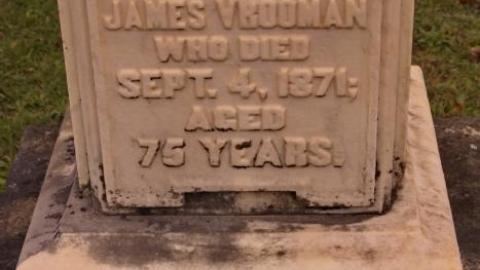 JAMES VROOMAN
WHO DIED
SEPT. 4, 1871;
AGED
75 YEARS.